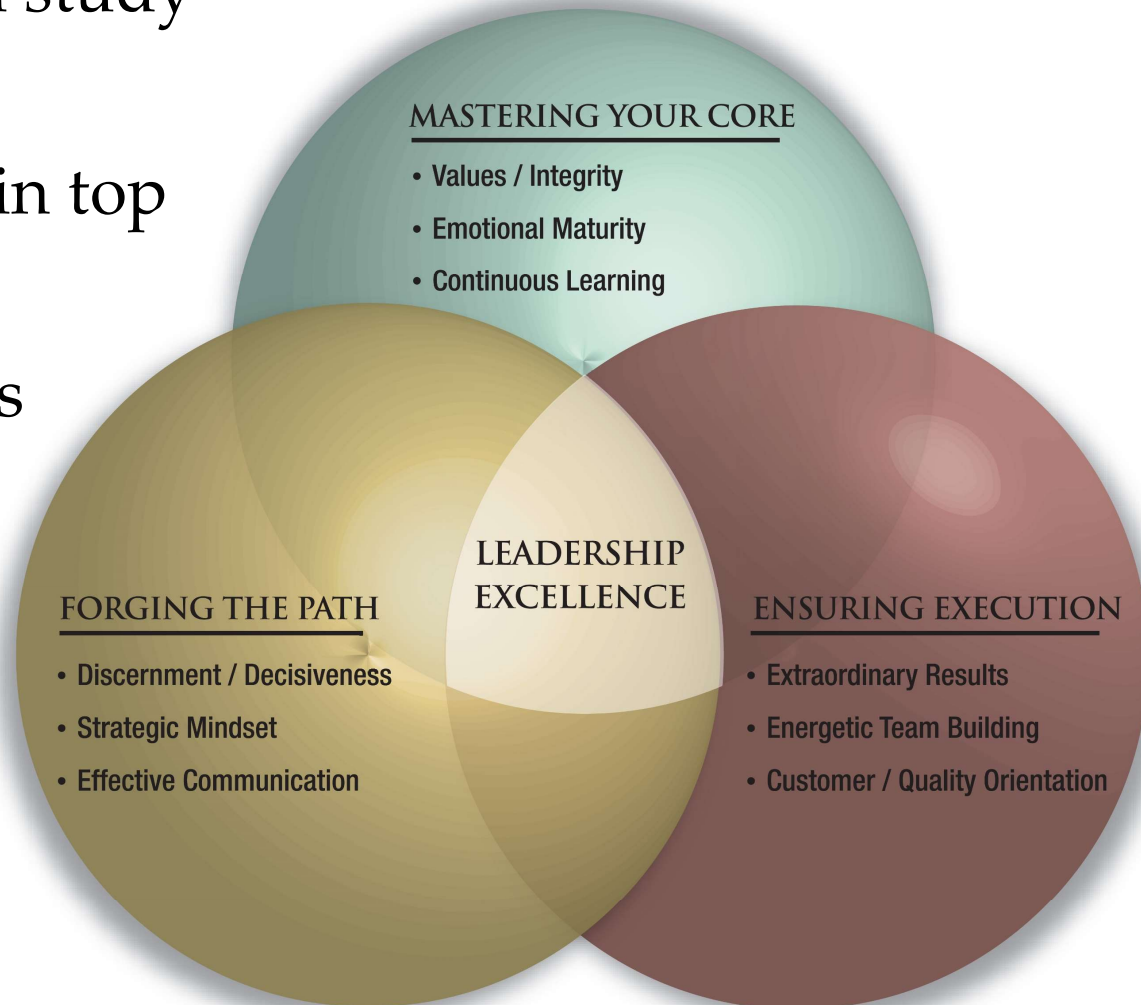 study
in top
s
MASTERING YOUR CORE
• Values / Integrity
• Emotional Maturity
• Continuous Learning
LEADERSHIP
EXCELLENCE
FORGING THE PATH
• Discernment / Decisiveness
• Strategic Mindset
• Effective Communication
ENSURING EXECUTION
• Extraordinary Results
• Energetic Team Building
• Customer / Quality Orientation